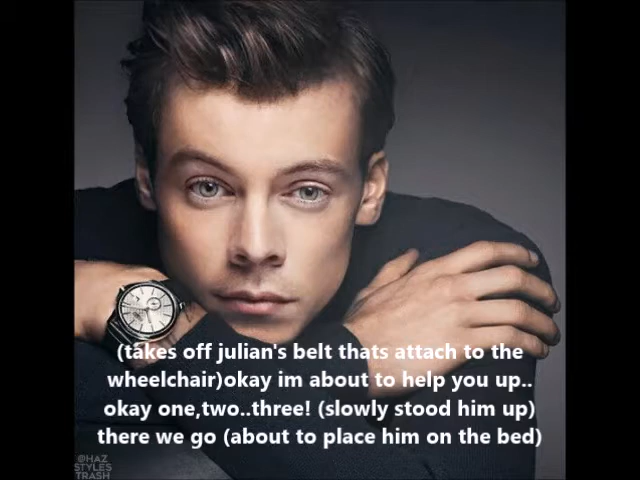 (takes off julian's belt thats attach to the
wheelchair)okay im about to help you up..
okay one,two..three! (slowly stood him up)
there we go (about to place him on the bed)
@HAZ
STYLES
TRASH